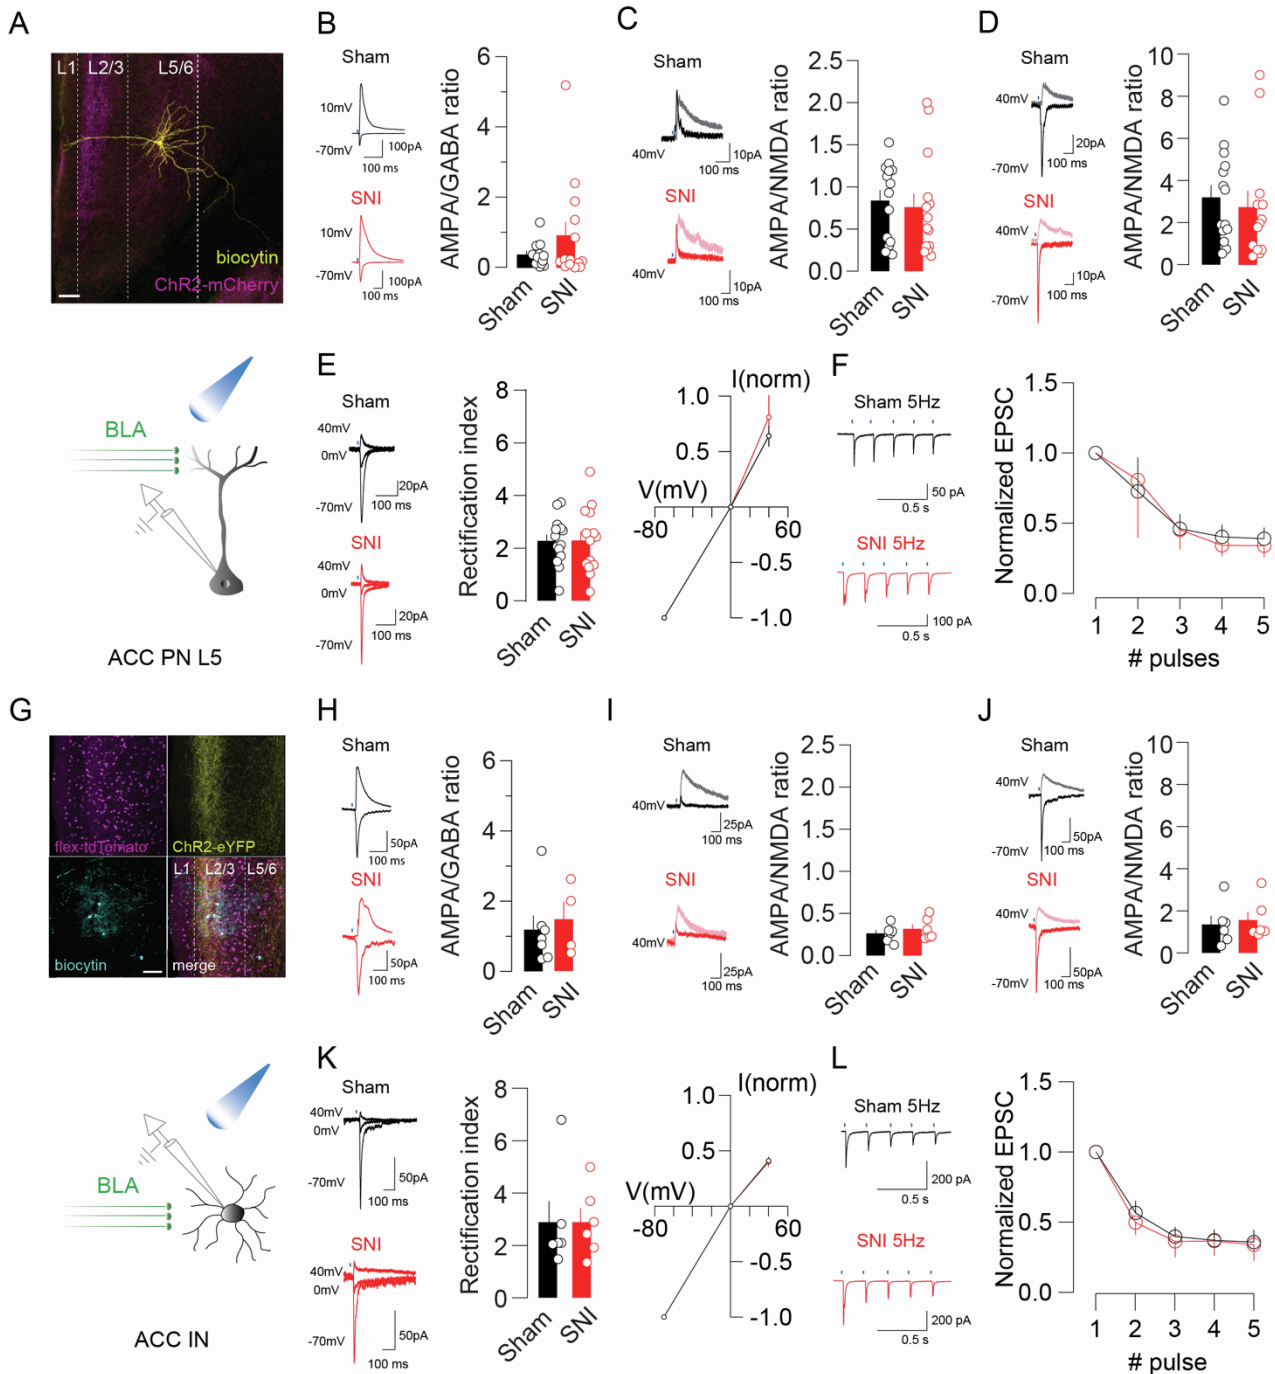 A
L1
L2/3
L5/6
biocytin
ChR2-mCherry
BLA
ACC PN L5
B
Sham
10mV
-70mV
100pA
100 ms
SNI
10mV
-70mV
100pA
100 ms
AMPA/GABA ratio
6
4
2
0
Sham
SNI
C
Sham
40mV
10pA
100 ms
SNI
40mV
10pA
100 ms
AMPA/NMDA ratio
2.5
2.0
1.5
1.0
0.5
0.0
Sham
SNI
D
Sham
40mV
-70mV
20pA
100 ms
SNI
40mV
-70mV
10pA
100 ms
AMPA/NMDA ratio
10
8
6
4
2
0
Sham
SNI
E
Sham
40mV
0mV
-70mV
20pA
100 ms
SNI
40mV
0mV
-70mV
20pA
100 ms
Rectification index
8
6
4
2
0
Sham
SNI
I(norm)
1.0
0.5
V(mV)
-80
60
-0.5
-1.0
F
Sham 5Hz
50 pA
0.5 s
SNI 5Hz
100 pA
0.5 s
Normalized EPSC
1.5
1.0
0.5
0.0
1 2 3 4 5
# pulses
G
flex-tdTomato
ChR2-eYFP
L1
L2/3
L5/6
biocytin
merge
BLA
ACC IN
H
Sham
50pA
100 ms
SNI
50pA
100 ms
AMPA/GABA ratio
6
4
2
0
Sham
SNI
I
Sham
40mV
25pA
100 ms
SNI
40mV
25pA
100 ms
AMPA/NMDA ratio
2.5
2.0
1.5
1.0
0.5
0.0
Sham
SNI
J
Sham
40mV
-70mV
50pA
100 ms
SNI
40mV
-70mV
50pA
100 ms
AMPA/NMDA ratio
10
8
6
4
2
0
Sham
SNI
K
Sham
40mV
0mV
-70mV
50pA
100 ms
SNI
40mV
0mV
-70mV
50pA
100 ms
Rectification index
8
6
4
2
0
Sham
SNI
I(norm)
1.0
0.5
V(mV)
-80
60
-0.5
-1.0
L
Sham 5Hz
200 pA
0.5 s
SNI 5Hz
200 pA
0.5 s
Normalized EPSC
1.5
1.0
0.5
0.0
1 2 3 4 5
# pulse